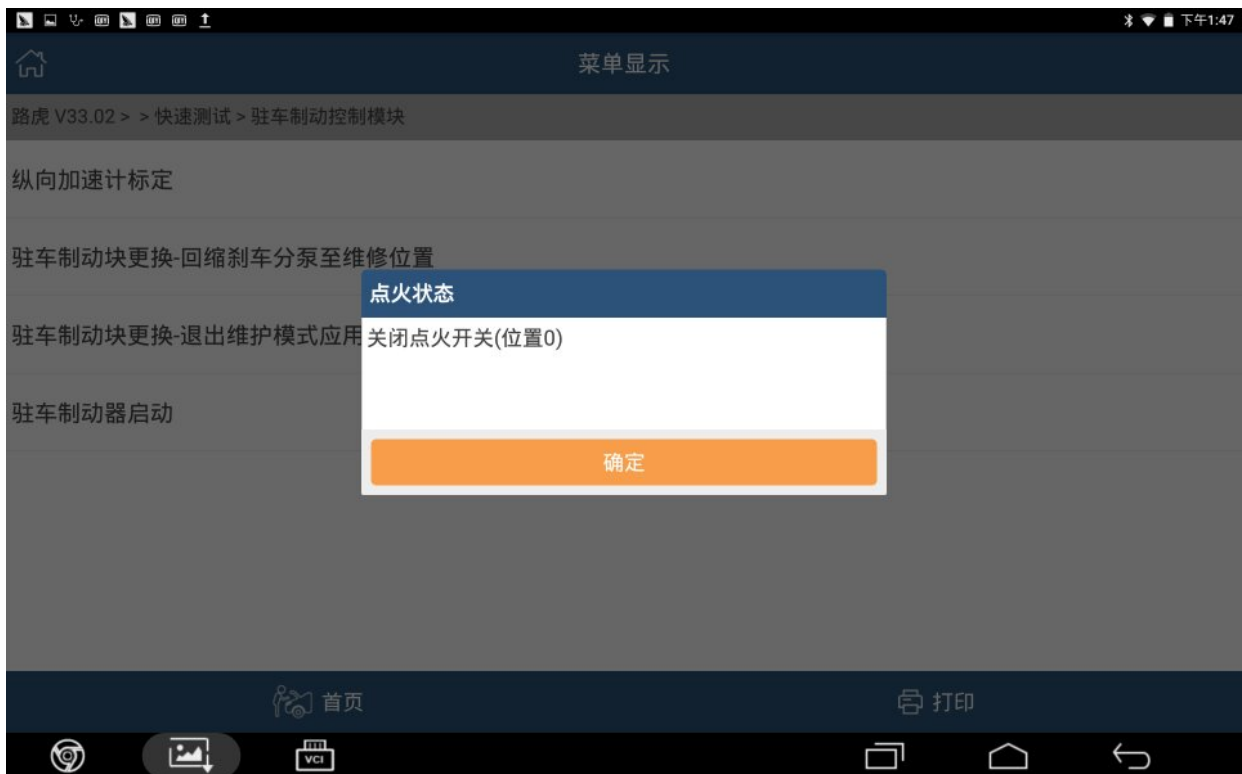 下午1:47
菜单显示
路虎 V33.02 > > 快速测试 > 驻车制动控制模块
纵向加速计标定
驻车制动块更换-回缩刹车分泵至维修位置
点火状态
驻车制动块更换-退出维护模式应用
关闭点火开关(位置0)
驻车制动器启动
确定
首页
打印
VCI